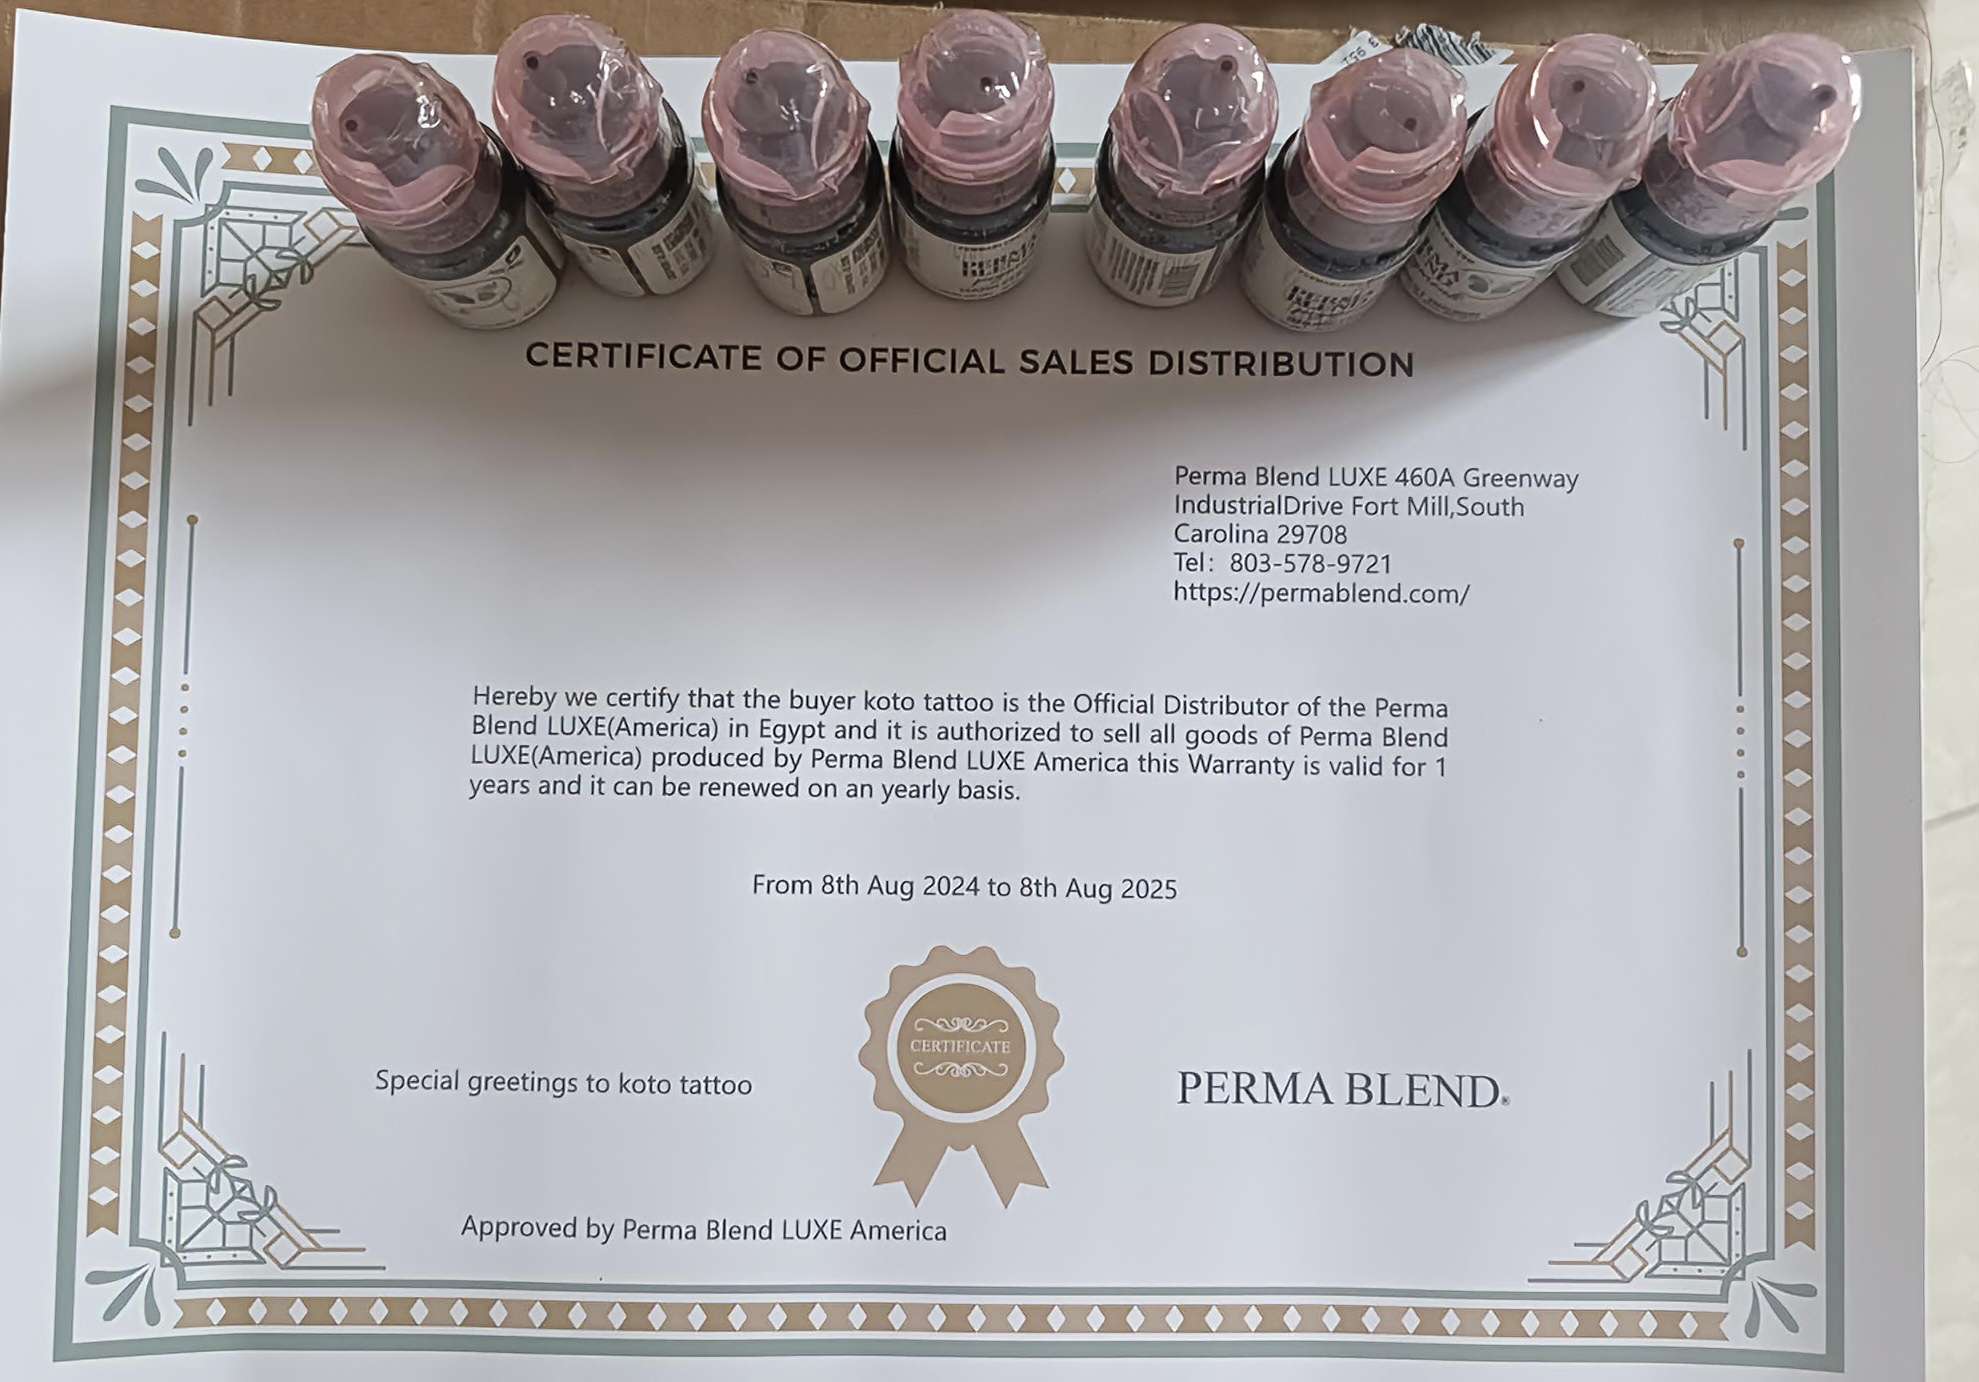 CERTIFICATE OF OFFICIAL SALES DISTRIBUTION
Perma Blend LUXE 460A Greenway
IndustrialDrive Fort Mill,South
Carolina 29708
Tel: 803-578-9721
https://permablend.com/
Hereby we certify that the buyer koto tattoo is the Official Distributor of the Perma
Blend LUXE(America) in Egypt and it is authorized to sell all goods of Perma Blend
LUXE(America) produced by Perma Blend LUXE America this Warranty is valid for 1
years and it can be renewed on an yearly basis.
From 8th Aug 2024 to 8th Aug 2025
CERTIFICATE
Special greetings to koto tattoo
PERMA BLEND®
Approved by Perma Blend LUXE America